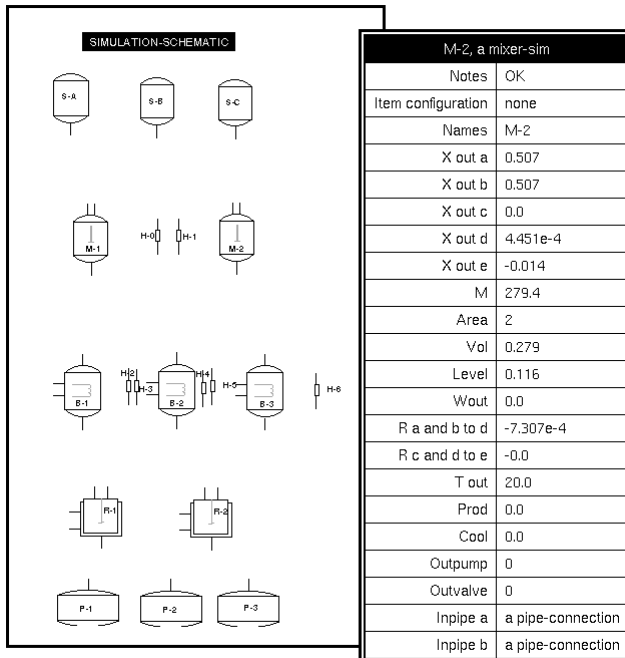 SIMULATION-SCHEMATIC
S-A
S-B
S-C
M-1
H-0
H-1
M-2
B-1
H-2
H-3
B-2
H-4
H-5
B-3
H-6
R-1
R-2
P-1
P-2
P-3
M-2, a mixer-sim
Notes OK
Item configuration none
Names M-2
X out a 0.507
X out b 0.507
X out c 0.0
X out d 4.451e-4
X out e -0.014
M 279.4
Area 2
Vol 0.279
Level 0.116
Wout 0.0
R a and b to d -7.307e-4
R c and d to e -0.0
T out 20.0
Prod 0.0
Cool 0.0
Outpump 0
Outvalve 0
Inpipe a a pipe-connection
Inpipe b a pipe-connection